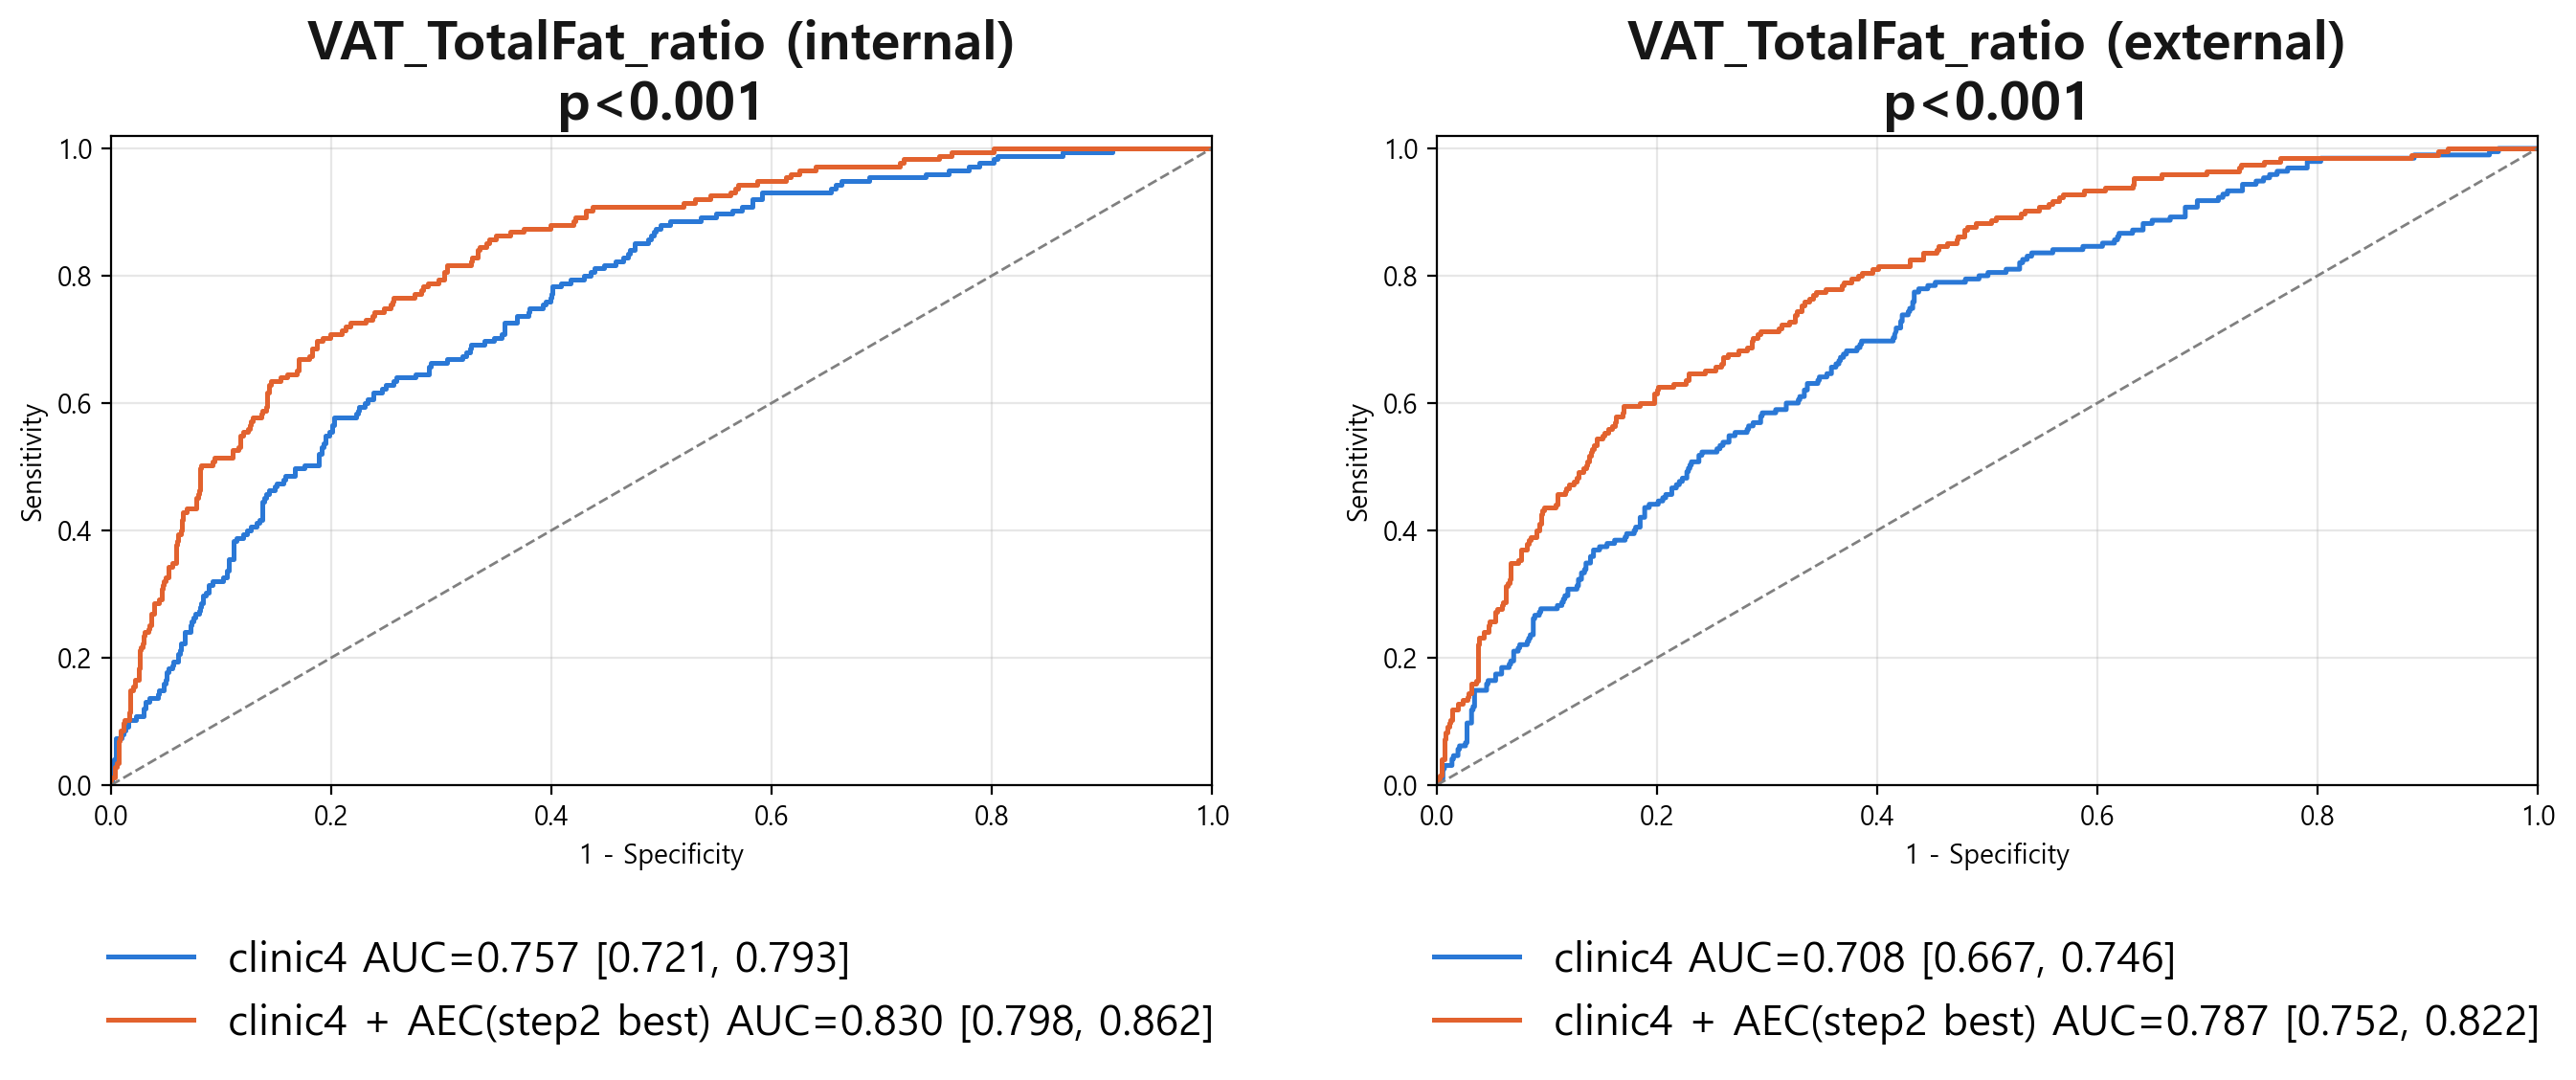 VAT_TotalFat_ratio (internal)
p<0.001
1.0
0.8
0.6
0.4
0.2
0.0
Sensitivity
0.0 0.2 0.4 0.6 0.8 1.0
1 - Specificity
clinic4 AUC=0.757 [0.721, 0.793]
clinic4 + AEC(step2 best) AUC=0.830 [0.798, 0.862]
VAT_TotalFat_ratio (external)
p<0.001
1.0
0.8
0.6
0.4
0.2
0.0
Sensitivity
0.0 0.2 0.4 0.6 0.8 1.0
1 - Specificity
clinic4 AUC=0.708 [0.667, 0.746]
clinic4 + AEC(step2 best) AUC=0.787 [0.752, 0.822]